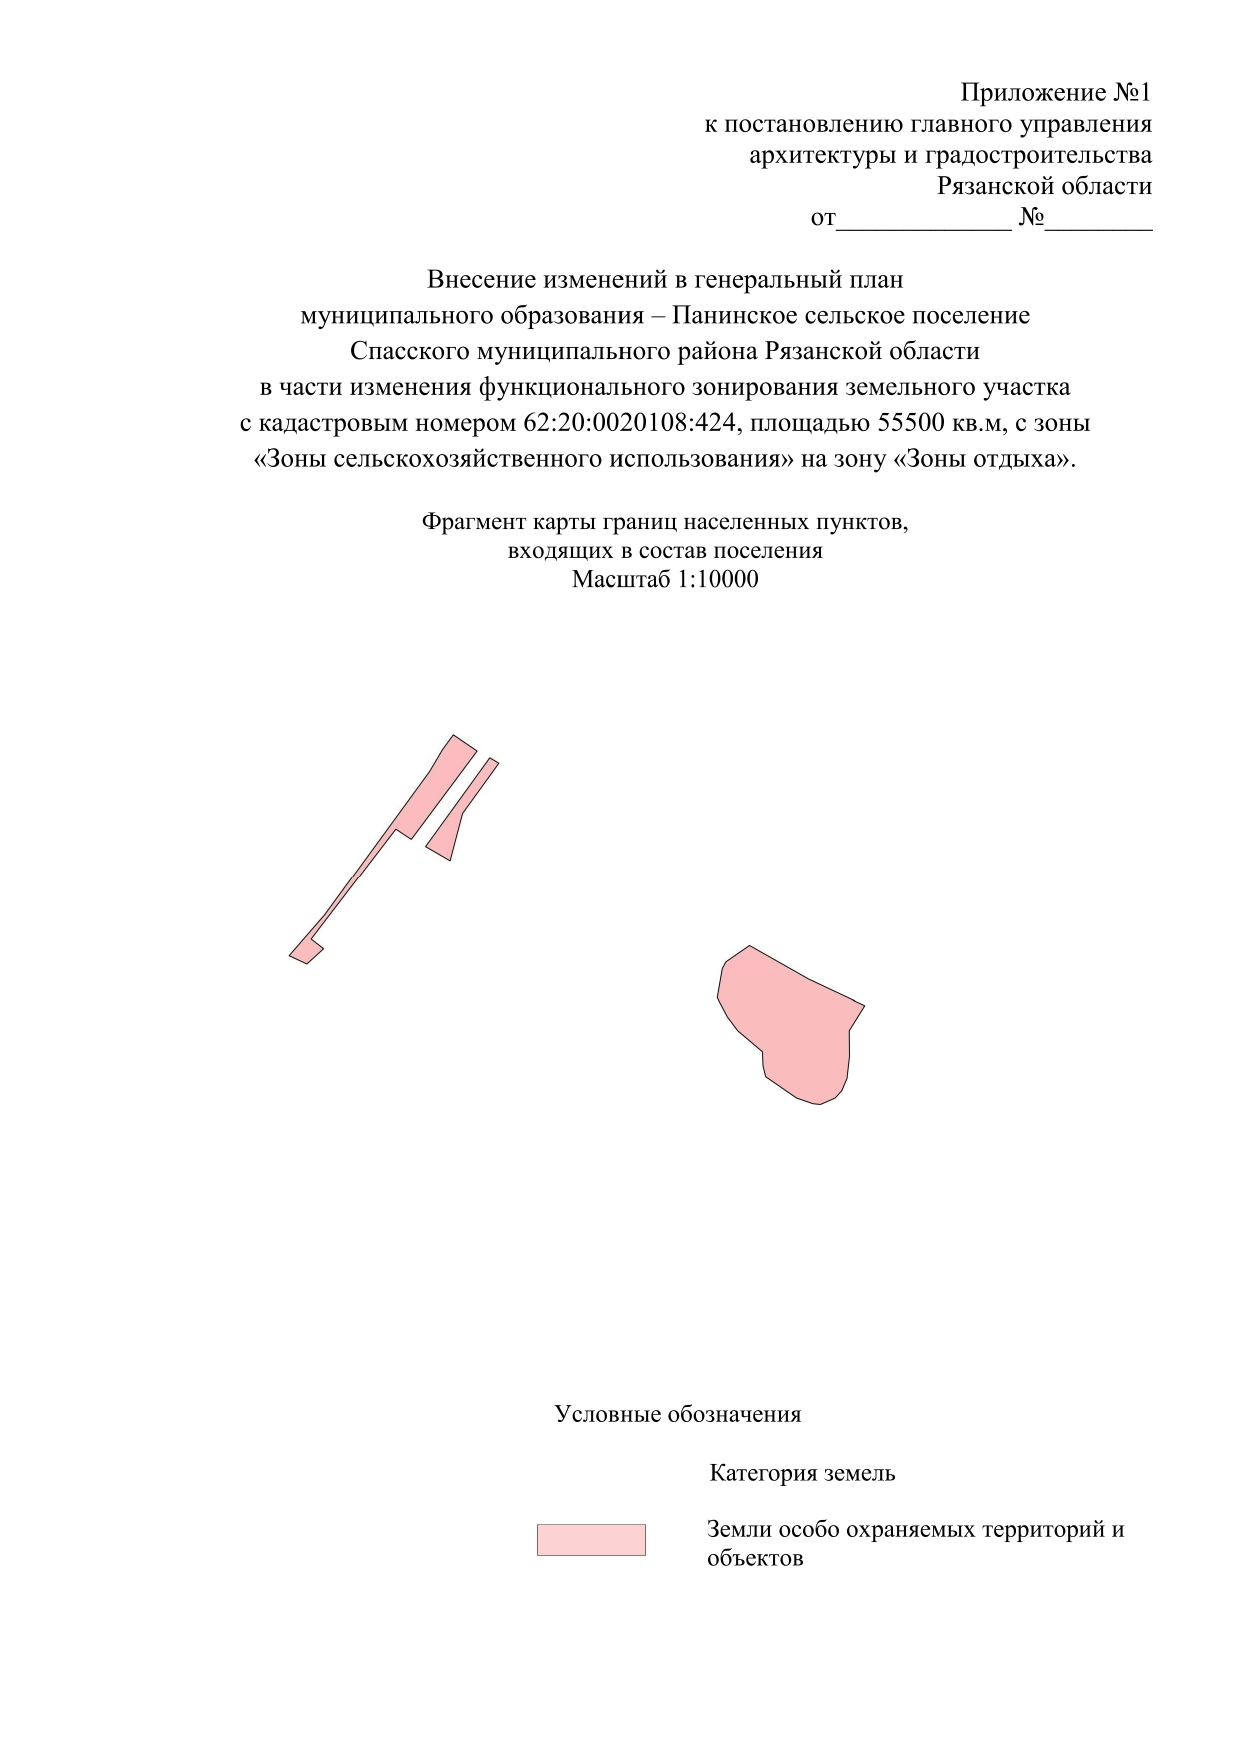 Приложение №1
к постановлению главного управления
архитектуры и градостроительства
Рязанской области
от_______________ №________
Внесение изменений в генеральный план
муниципального образования – Панинское сельское поселение
Спасского муниципального района Рязанской области
в части изменения функционального зонирования земельного участка
с кадастровым номером 62:20:0020108:424, площадью 55500 кв.м, с зоны
«Зоны сельскохозяйственного использования» на зону «Зоны отдыха».
Фрагмент карты границ населенных пунктов,
входящих в состав поселения
Масштаб 1:10000
Условные обозначения
Категория земель
Земли особо охраняемых территорий и
объектов